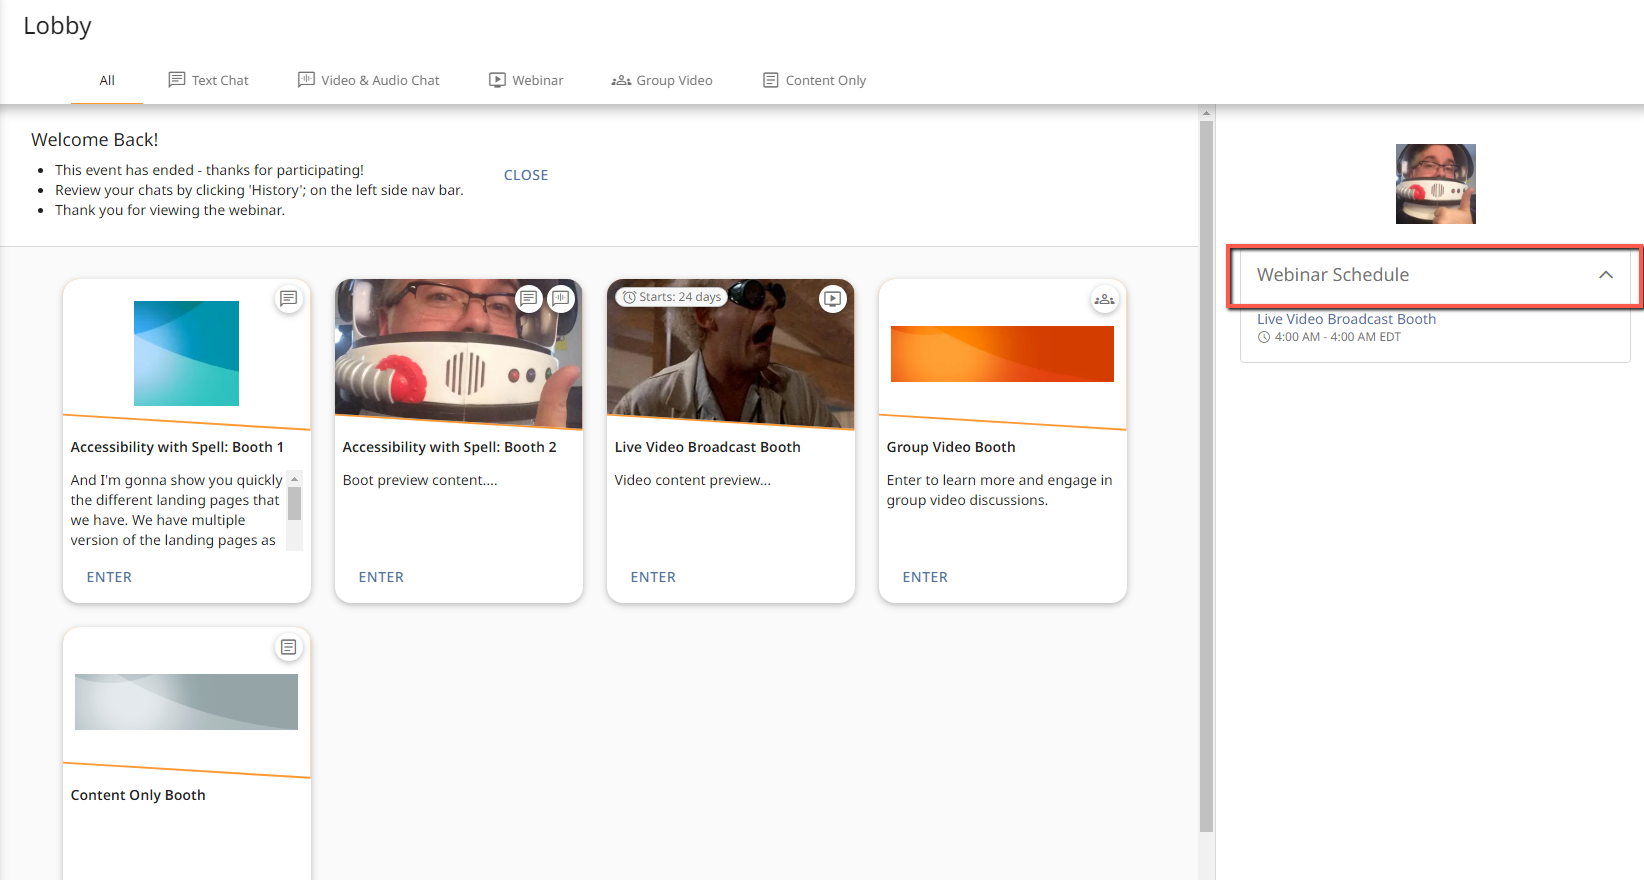 Lobby
All
Text Chat
Video & Audio Chat
Webinar
Group Video
Content Only
Welcome Back!
This event has ended - thanks for participating!
Review your chats by clicking 'History'; on the left side nav bar.
Thank you for viewing the webinar.
CLOSE
Accessibility with Spell: Booth 1
And I'm gonna show you quickly
the different landing pages that
we have. We have multiple
version of the landing pages as
ENTER
Accessibility with Spell: Booth 2
Boot preview content....
ENTER
Starts: 24 days
Live Video Broadcast Booth
Video content preview...
ENTER
Group Video Booth
Enter to learn more and engage in
group video discussions.
ENTER
Content Only Booth
Webinar Schedule
Live Video Broadcast Booth
4:00 AM - 4:00 AM EDT